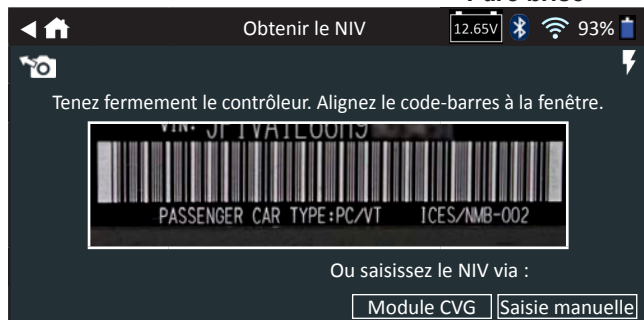 Obtenir le NIV
12.65V
93%
Tenez fermement le contrôleur. Alignez le code-barres à la fenêtre.
VIN:
PASSENGER CAR TYPE:PC/VT ICES/NMB-002
Ou saisissez le NIV via :
Module CVG
Saisie manuelle